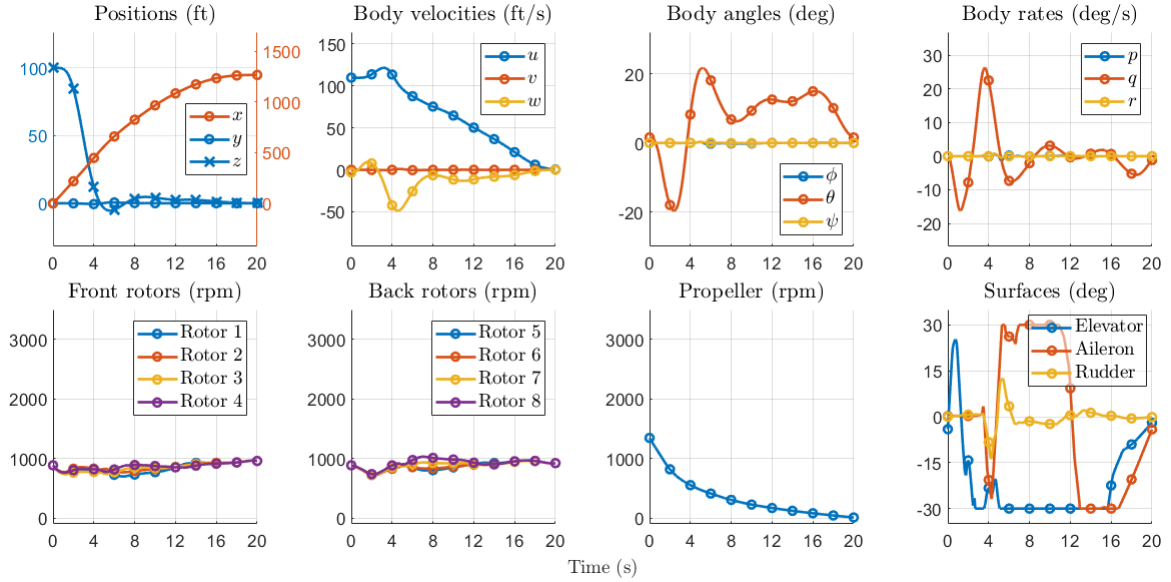 Positions (ft)
100
50
0
1500
1000
500
0
x
y
z
0 4 8 12 16 20
Body velocities (ft/s)
150
100
50
0
-50
u
v
w
0 4 8 12 16 20
Body angles (deg)
20
0
-20
ϕ
θ
ψ
0 4 8 12 16 20
Body rates (deg/s)
30
20
10
0
-10
-20
p
q
r
0 4 8 12 16 20
Front rotors (rpm)
3000
2000
1000
0
Rotor 1
Rotor 2
Rotor 3
Rotor 4
0 4 8 12 16 20
Back rotors (rpm)
3000
2000
1000
0
Rotor 5
Rotor 6
Rotor 7
Rotor 8
0 4 8 12 16 20
Propeller (rpm)
3000
2000
1000
0
0 4 8 12 16 20
Surfaces (deg)
30
15
0
-15
-30
Elevator
Aileron
Rudder
0 4 8 12 16 20
Time (s)